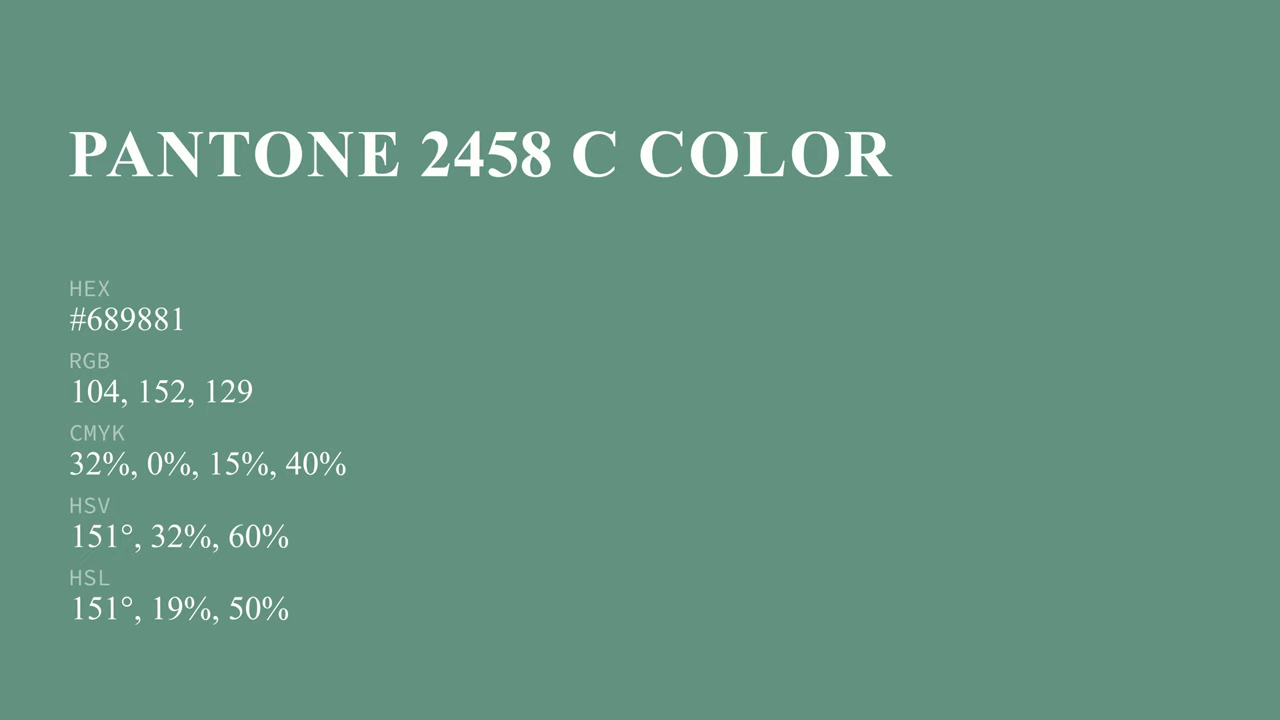 PANTONE 2458 C COLOR
HEX
#689881
RGB
104, 152, 129
CMYK
32%, 0%, 15%, 40%
HSV
151°, 32%, 60%
HSL
151°, 19%, 50%